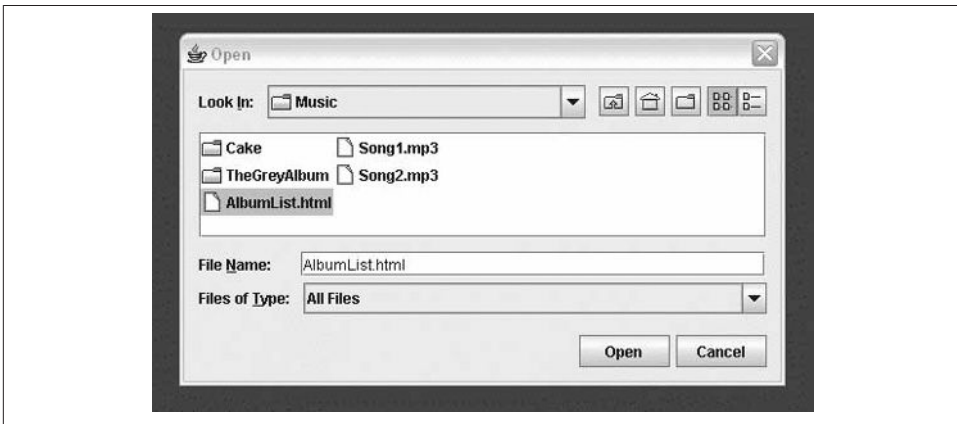 Open
Look In: Music
Cake Song1.mp3
TheGreyAlbum Song2.mp3
AlbumList.html
File Name: AlbumList.html
Files of Type: All Files
Open Cancel